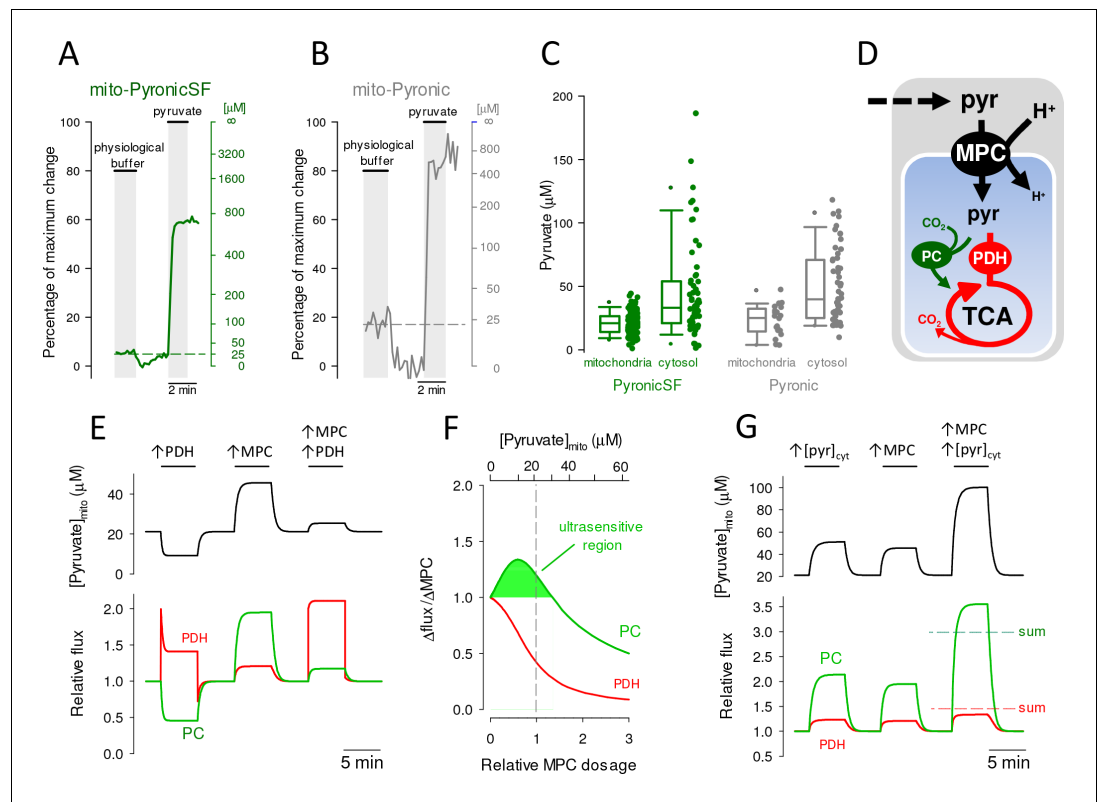 A
mito-PyronicSF
pyruvate
[μM]
physiological
buffer
Percentage of maximum change
100
80
60
40
20
0
∞
3200
1600
800
400
200
100
50
25
0
2 min
B
mito-Pyronic
pyruvate
[μM]
physiological
buffer
Percentage of maximum change
100
80
60
40
20
0
800
400
200
100
50
25
0
2 min
C
Pyruvate (μM)
200
150
100
50
0
mitochondria cytosol
PyronicSF
mitochondria cytosol
Pyronic
D
pyr
H+
MPC
H+
pyr
CO2
PC
PDH
TCA
CO2
E
↑PDH
↑MPC
↑MPC
↑PDH
[Pyruvate]mito (μM)
40
20
0
Relative flux
2.0
1.5
1.0
0.5
0.0
PDH
PC
5 min
F
[Pyruvate]mito (μM)
0 20 40 60
Δflux/ΔMPC
2.0
1.5
1.0
0.5
0.0
ultrasensitive
region
PC
PDH
0 1 2 3
Relative MPC dosage
G
↑[pyr]cyt
↑MPC
↑MPC
↑[pyr]cyt
[Pyruvate]mito (μM)
100
80
60
40
20
Relative flux
3.5
3.0
2.5
2.0
1.5
1.0
0.5
sum
PC
sum
PDH
5 min